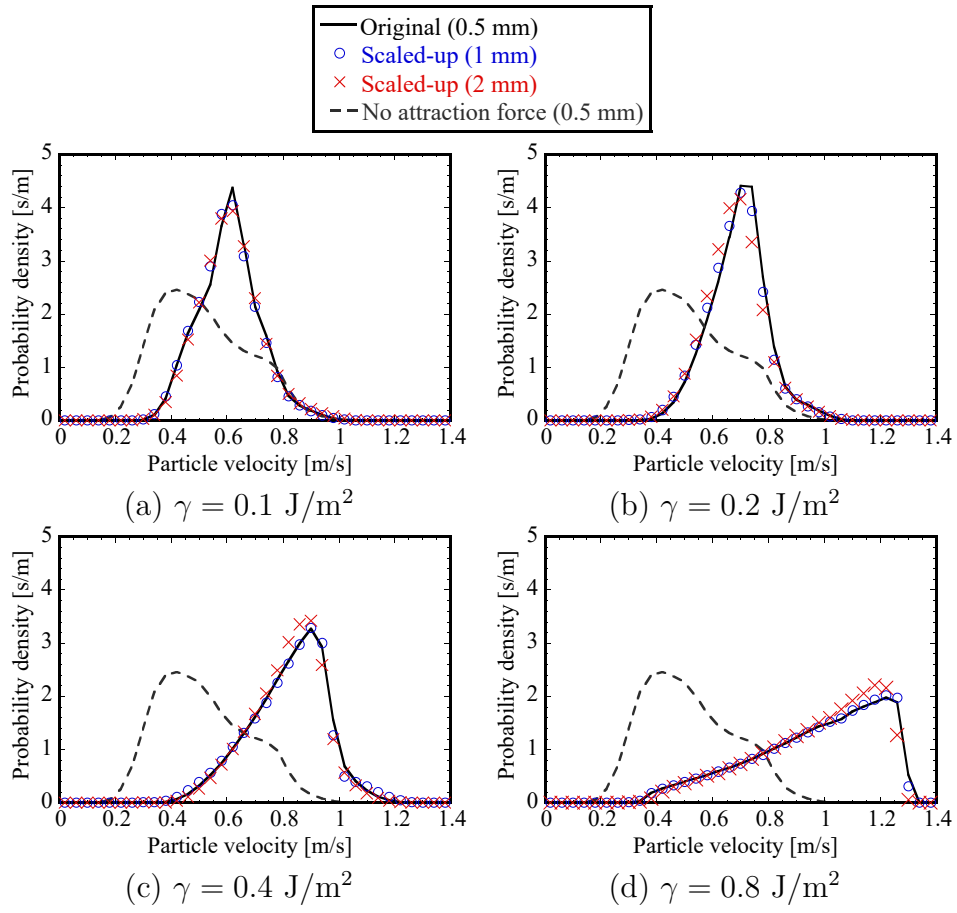 Original (0.5 mm)
Scaled-up (1 mm)
Scaled-up (2 mm)
No attraction force (0.5 mm)
Probability density [s/m]
5
4
3
2
1
0
0 0.2 0.4 0.6 0.8 1 1.2 1.4
Particle velocity [m/s]
(a) γ = 0.1 J/m²
Probability density [s/m]
5
4
3
2
1
0
0 0.2 0.4 0.6 0.8 1 1.2 1.4
Particle velocity [m/s]
(b) γ = 0.2 J/m²
Probability density [s/m]
5
4
3
2
1
0
0 0.2 0.4 0.6 0.8 1 1.2 1.4
Particle velocity [m/s]
(c) γ = 0.4 J/m²
Probability density [s/m]
5
4
3
2
1
0
0 0.2 0.4 0.6 0.8 1 1.2 1.4
Particle velocity [m/s]
(d) γ = 0.8 J/m²